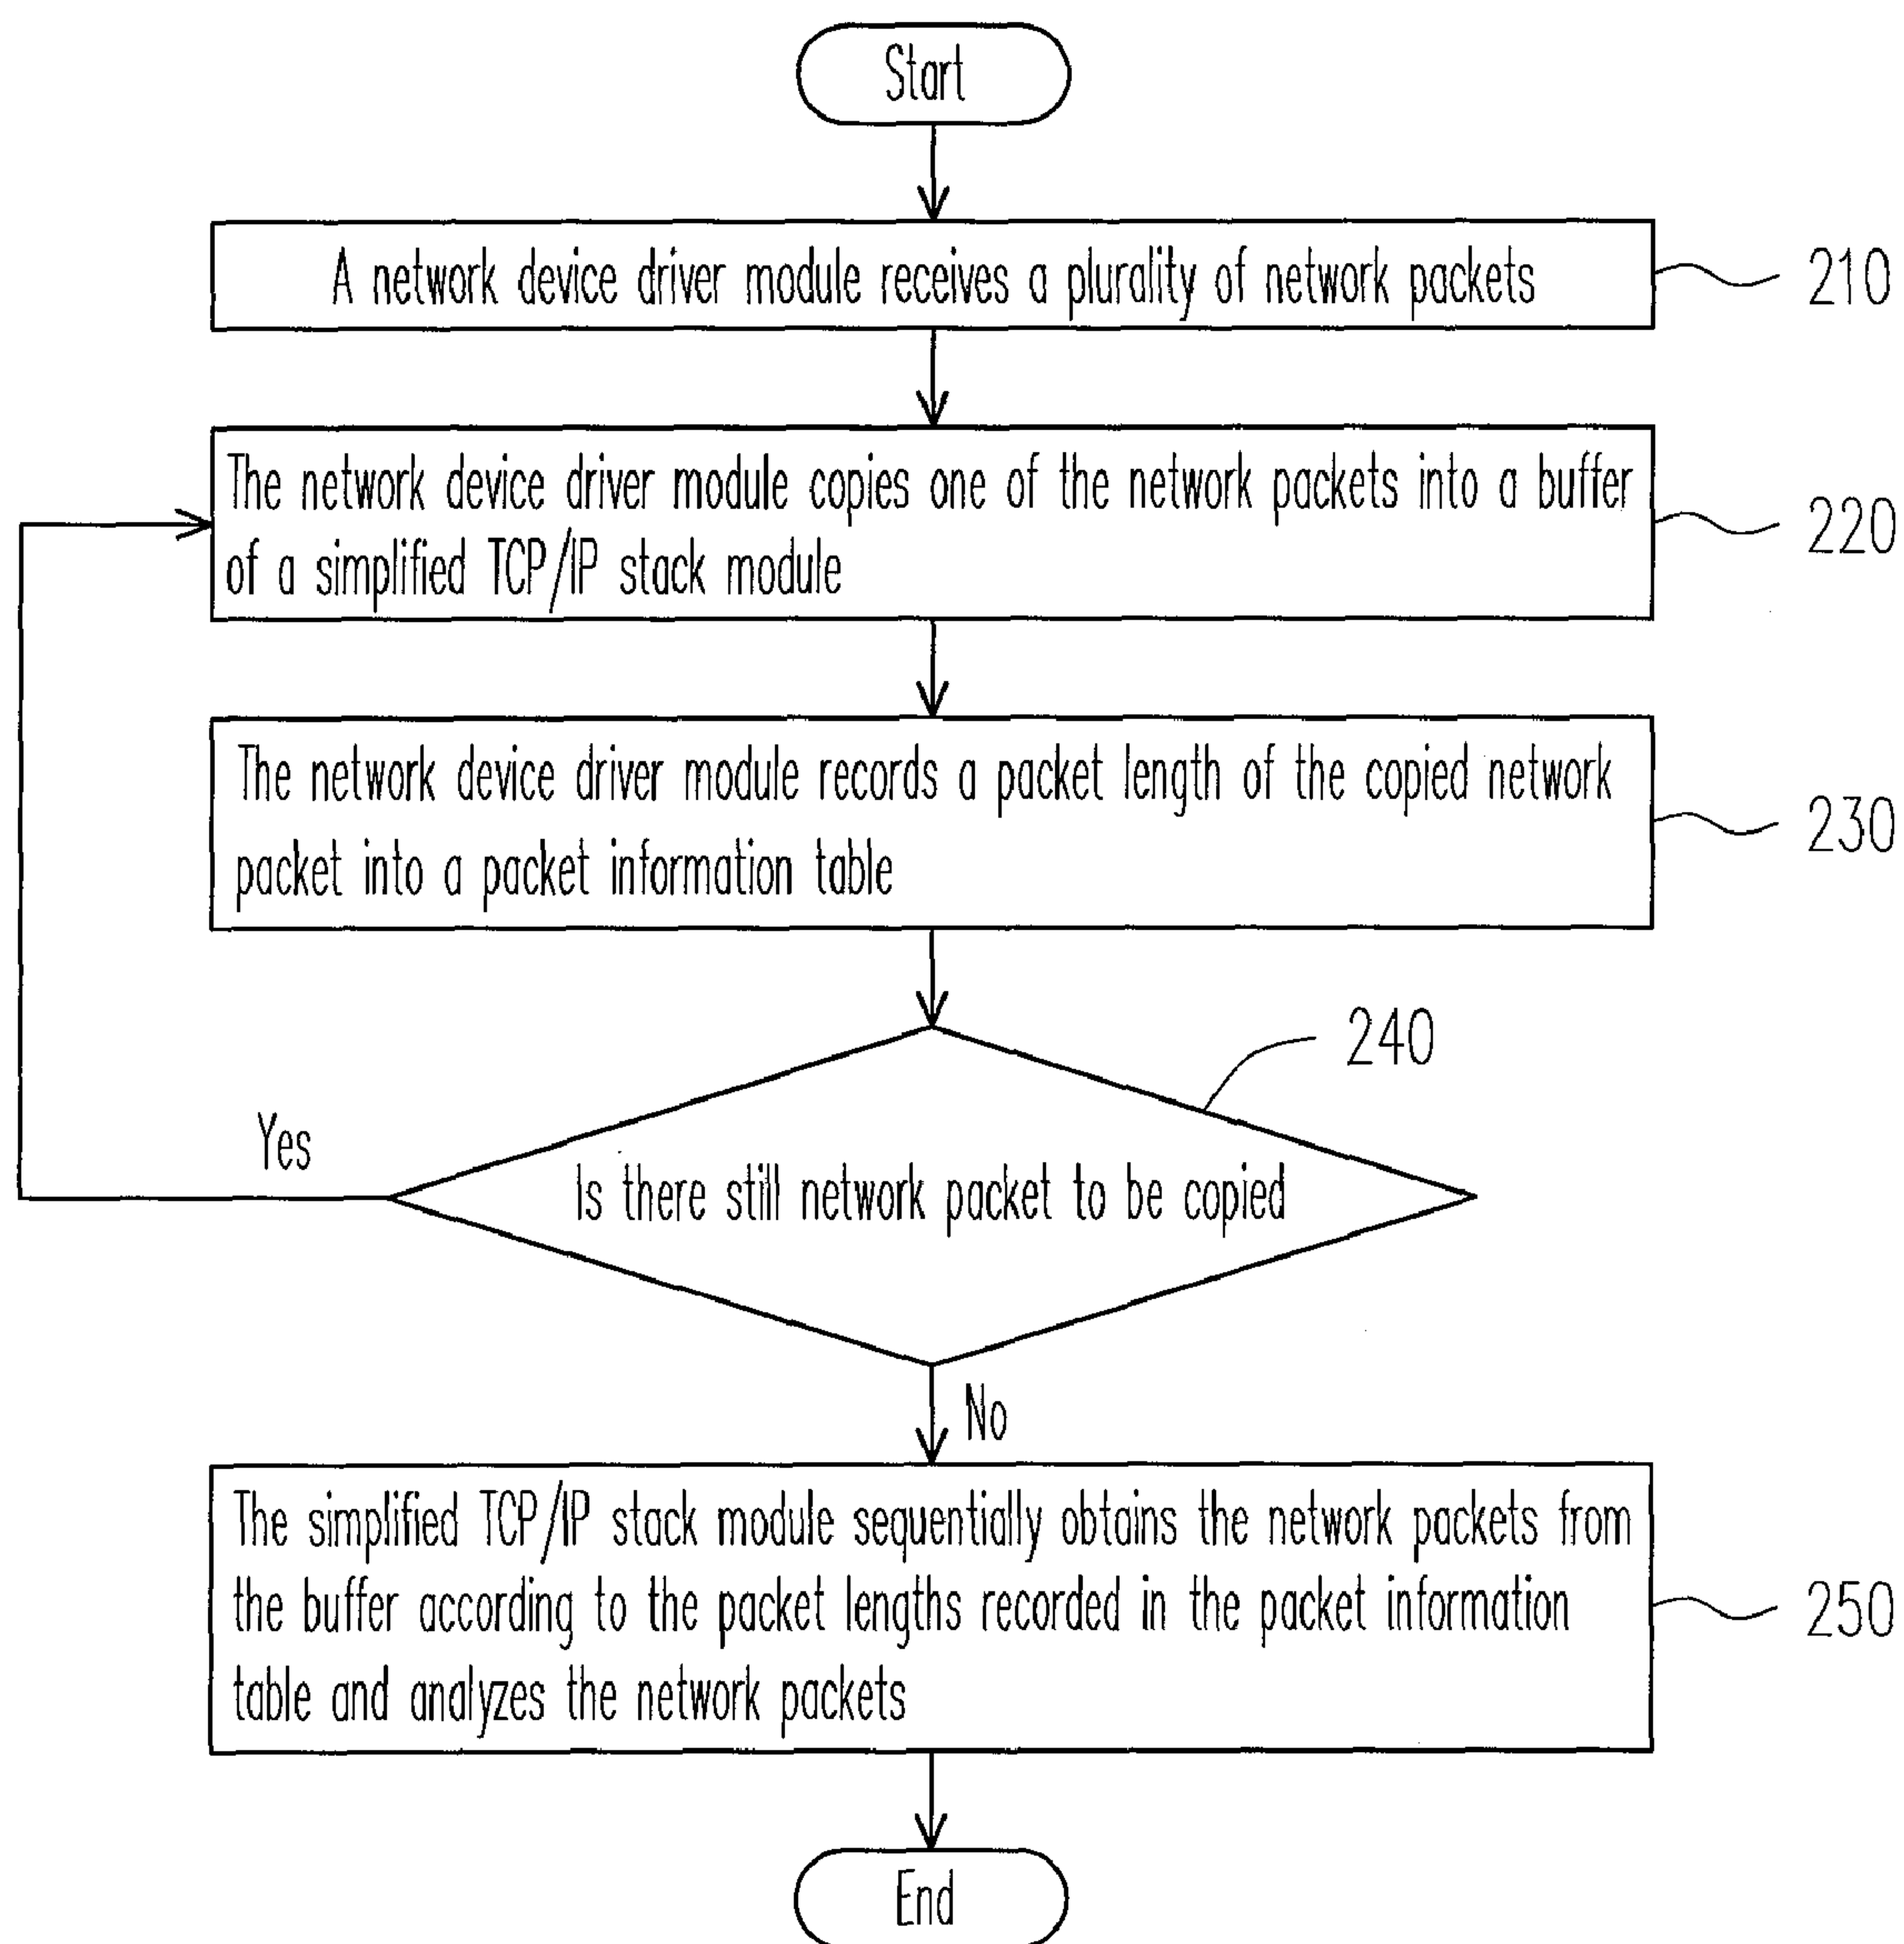 Start
A network device driver module receives a plurality of network packets
210
The network device driver module copies one of the network packets into a buffer
of a simplified TCP/IP stack module
220
The network device driver module records a packet length of the copied network
packet into a packet information table
230
240
Yes
Is there still network packet to be copied
No
The simplified TCP/IP stack module sequentially obtains the network packets from
the buffer according to the packet lengths recorded in the packet information
table and analyzes the network packets
250
End